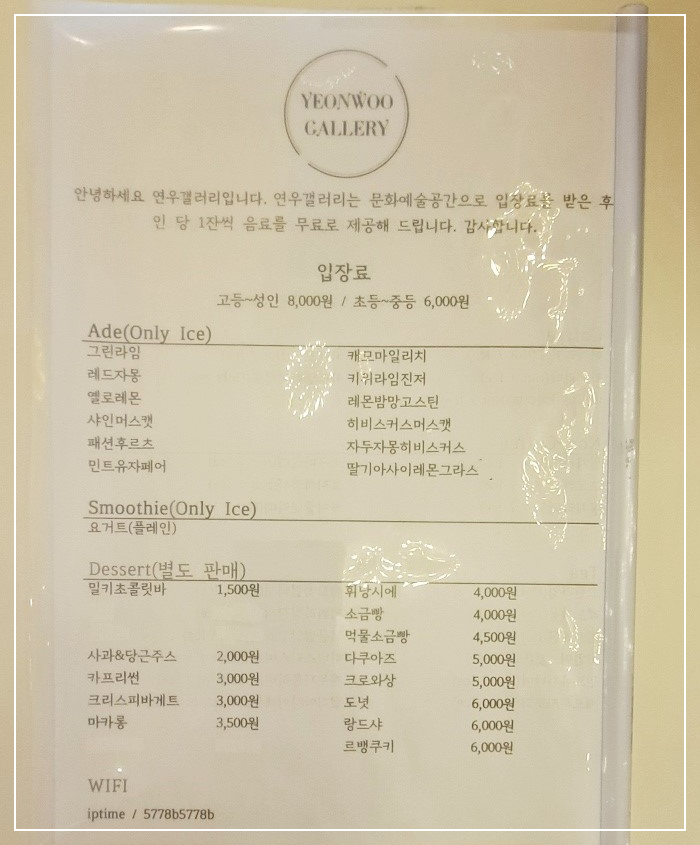 YEONWOO
GALLERY
안녕하세요 연우갤러리입니다. 연우갤러리는 문화예술공간으로 입장료를 받은 후
인 당 1잔씩 음료를 무료로 제공해 드립니다. 감사합니다.
입장료
고등~성인 8,000원 / 초등~중등 6,000원
Ade(Only Ice)
그린라임 캐모마일리치
레드자몽 키위라임진저
옐로레몬 레몬밤망고스틴
샤인머스캣 히비스커스머스캣
패션후르츠 자두자몽히비스커스
민트유자페어 딸기아사이레몬그라스
Smoothie(Only Ice)
요거트(플레인)
Dessert(별도 판매)
밀키초콜릿바 1,500원 휘낭시에 4,000원
소금빵 4,000원
먹물소금빵 4,500원
사과&당근주스 2,000원 다쿠아즈 5,000원
카프리썬 3,000원 크로와상 5,000원
크리스피바게트 3,000원 도넛 6,000원
마카롱 3,500원 랑드샤 6,000원
르뱅쿠키 6,000원
WIFI
iptime / 5778b5778b